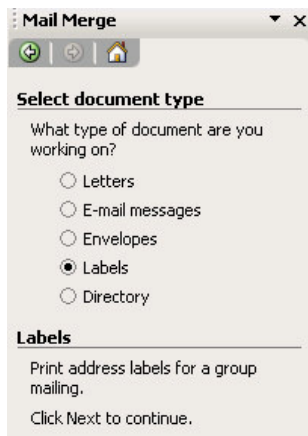 Mail Merge
Select document type
What type of document are you
working on?
Letters
E-mail messages
Envelopes
Labels
Directory
Labels
Print address labels for a group
mailing.
Click Next to continue.